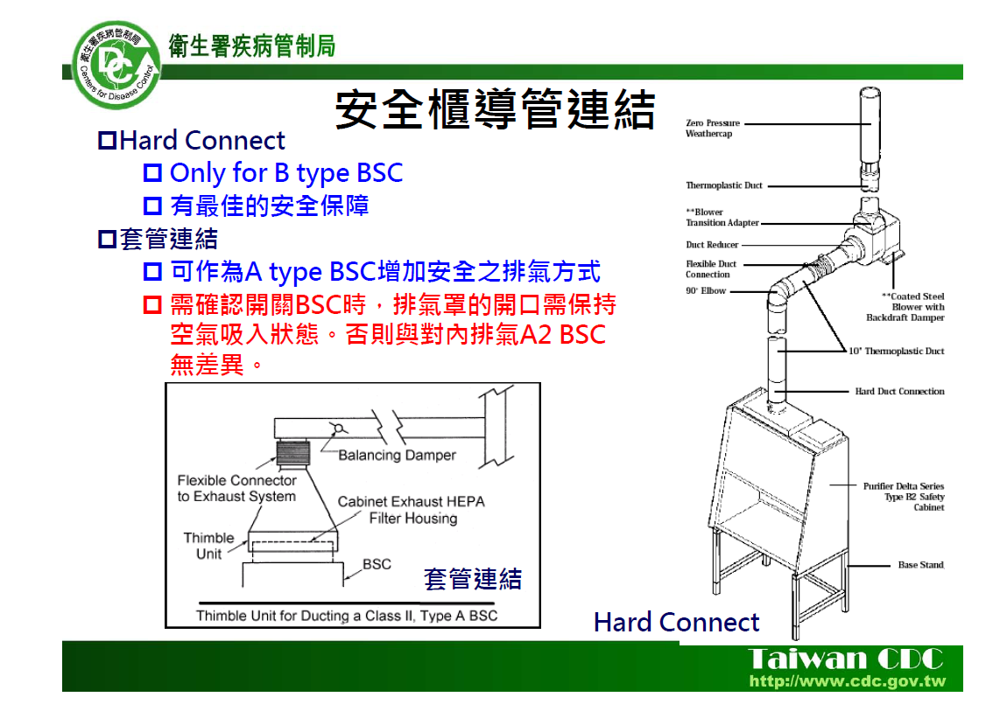 衛生署疾病管制局
衛生署疾病管制局
CDC
Centers for Disease Control
安全櫃導管連結
Hard Connect
Only for B type BSC
有最佳的安全保障
套管連結
可作為A type BSC增加安全之排氣方式
需確認開關BSC時，排氣罩的開口需保持
空氣吸入狀態。否則與對內排氣A2 BSC
無差異。
Balancing Damper
Flexible Connector
to Exhaust System
Cabinet Exhaust HEPA
Filter Housing
Thimble
Unit
BSC
套管連結
Thimble Unit for Ducting a Class II, Type A BSC
Zero Pressure
Weathercap
Thermoplastic Duct
**Blower
Transition Adapter
Duct Reducer
Flexible Duct
Connection
90° Elbow
**Coated Steel
Blower with
Backdraft Damper
10" Thermoplastic Duct
Hard Duct Connection
Purifier Delta Series
Type B2 Safety
Cabinet
Base Stand
Hard Connect
Taiwan CDC
http://www.cdc.gov.tw